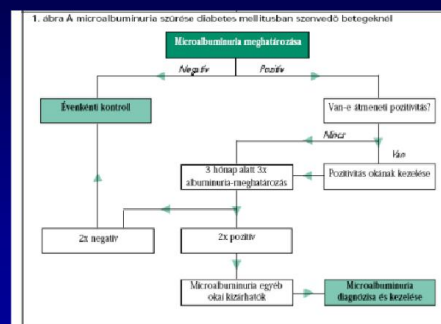 1. ábra A microalbuminuria szűrése diabetes mellitusban szenvedő betegeknél
Microalbuminuria meghatározása
Negatív
Pozitív
Évenkénti kontroll
Van-e átmeneti pozitivitás?
Nincs
Van
3 hónap alatt 3x
albuminuria-meghatározás
Pozitivitás okának kezelése
2x negatív
2x pozitív
Microalbuminuria egyéb
okai kizárhatók
Microalbuminuria
diagnózisa és kezelése